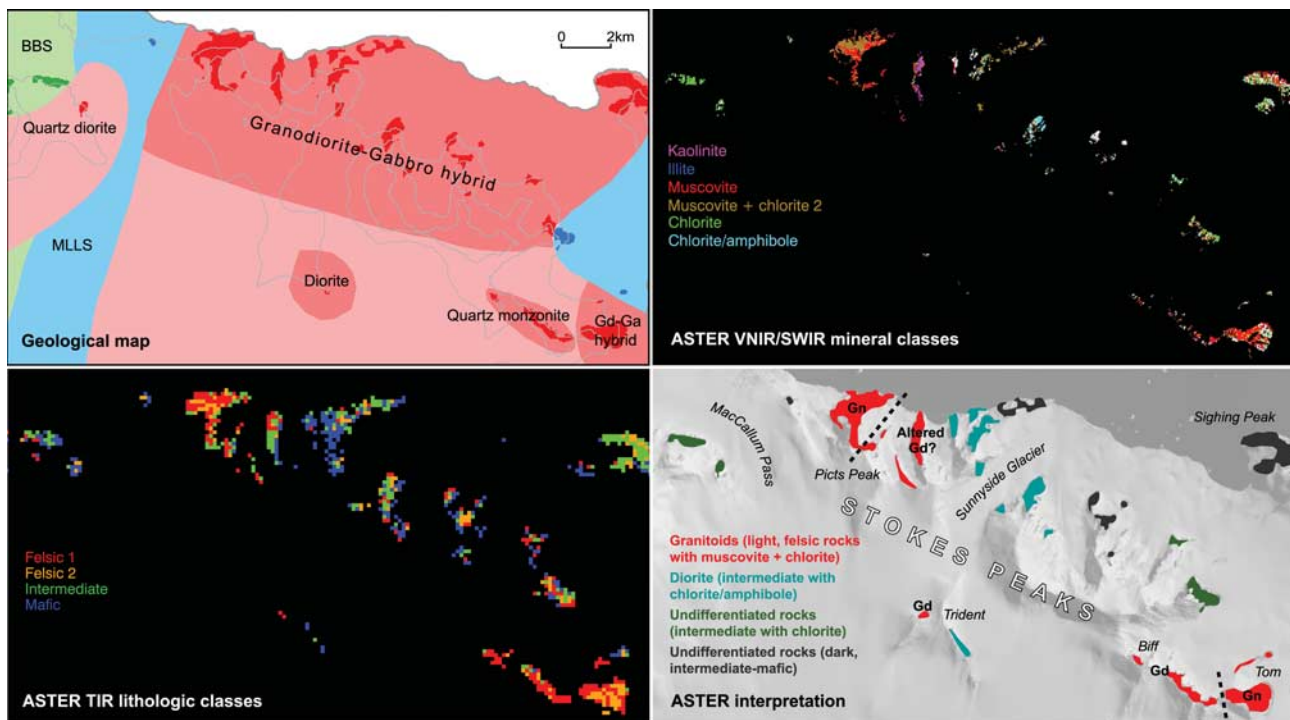 BBS
0 2km
Quartz diorite
Granodiorite-Gabbro hybrid
MLLS
Diorite
Quartz monzonite
Gd-Ga
hybrid
Geological map
Kaolinite
Illite
Muscovite
Muscovite + chlorite 2
Chlorite
Chlorite/amphibole
ASTER VNIR/SWIR mineral classes
Felsic 1
Felsic 2
Intermediate
Mafic
ASTER TIR lithologic classes
MacCallum Pass
Gn
Altered
Gd?
Sighing Peak
Picts Peak
Sunnyside Glacier
STOKES PEAKS
Granitoids (light, felsic rocks
with muscovite + chlorite)
Diorite (intermediate with
chlorite/amphibole)
Undifferentiated rocks
(intermediate with chlorite)
Undifferentiated rocks (dark,
intermediate-mafic)
Gd
Trident
Biff
Gd
Tom
Gn
ASTER interpretation